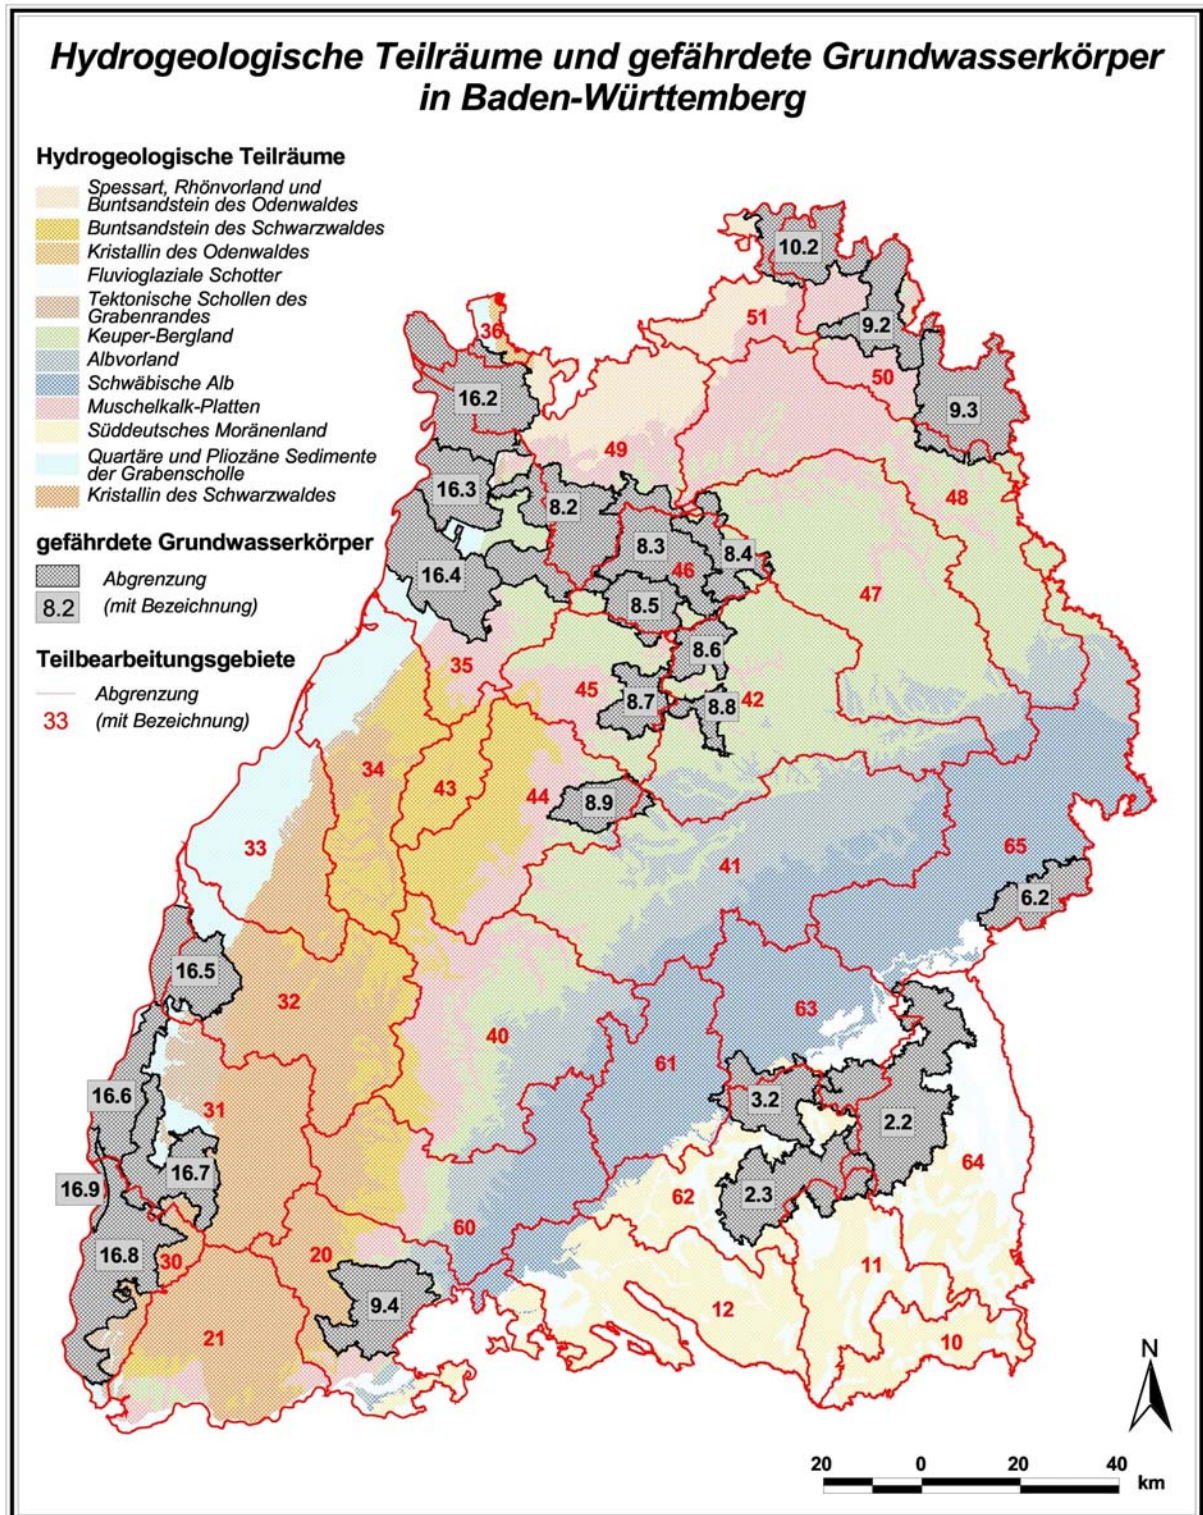 Hydrogeologische Teilräume und gefährdete Grundwasserkörper
in Baden-Württemberg
Hydrogeologische Teilräume
Spessart, Rhönvorland und
Buntsandstein des Odenwaldes
Buntsandstein des Schwarzwaldes
Kristallin des Odenwaldes
Fluvioglaziale Schotter
Tektonische Schollen des
Grabenrandes
Keuper-Bergland
Albvorland
Schwäbische Alb
Muschelkalk-Platten
Süddeutsches Moränenland
Quartäre und Pliozäne Sedimente
der Grabenscholle
Kristallin des Schwarzwaldes
gefährdete Grundwasserkörper
Abgrenzung
8.2 (mit Bezeichnung)
Teilbearbeitungsgebiete
Abgrenzung
33 (mit Bezeichnung)
10.2
51
36
9.2
50
16.2
9.3
49
16.3
8.2
48
8.3
8.4
46
16.4
47
8.5
8.6
35
45
8.7
8.8
42
34
43
44
8.9
33
41
65
6.2
16.5
32
63
40
61
16.6
3.2
31
2.2
16.7
64
16.9
62
2.3
60
20
16.8
30
11
9.4
12
21
10
N
20
0
20
40
km